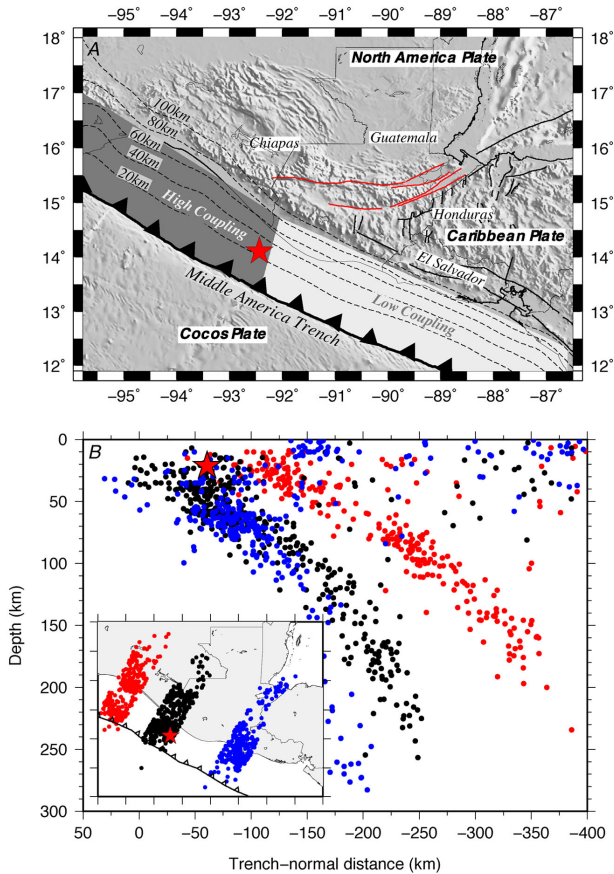 −95 −94 −93 −92 −91 −90 −89 −88 −87
18° 18°
A
North America Plate
17° 17°
100km
80km
Chiapas
Guatemala
16° 16°
60km
40km
20km
15° 15°
High Coupling
Honduras
Caribbean Plate
14° 14°
El Salvador
Middle America Trench
Low Coupling
13° 13°
Cocos Plate
12° 12°
−95 −94 −93 −92 −91 −90 −89 −88 −87
0
B
50
100
150
200
250
300
Depth (km)
50 0 −50 −100 −150 −200 −250 −300 −350 −400
Trench−normal distance (km)